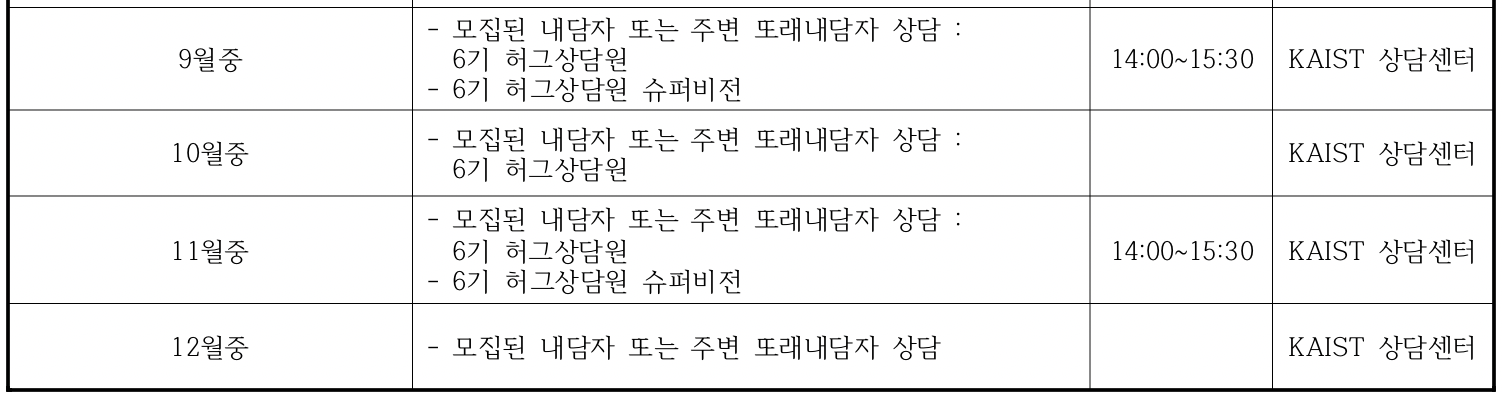 9월중
- 모집된 내담자 또는 주변 또래내담자 상담 :
6기 허그상담원
- 6기 허그상담원 슈퍼비전
14:00~15:30
KAIST 상담센터
10월중
- 모집된 내담자 또는 주변 또래내담자 상담 :
6기 허그상담원
KAIST 상담센터
11월중
- 모집된 내담자 또는 주변 또래내담자 상담 :
6기 허그상담원
- 6기 허그상담원 슈퍼비전
14:00~15:30
KAIST 상담센터
12월중
- 모집된 내담자 또는 주변 또래내담자 상담
KAIST 상담센터